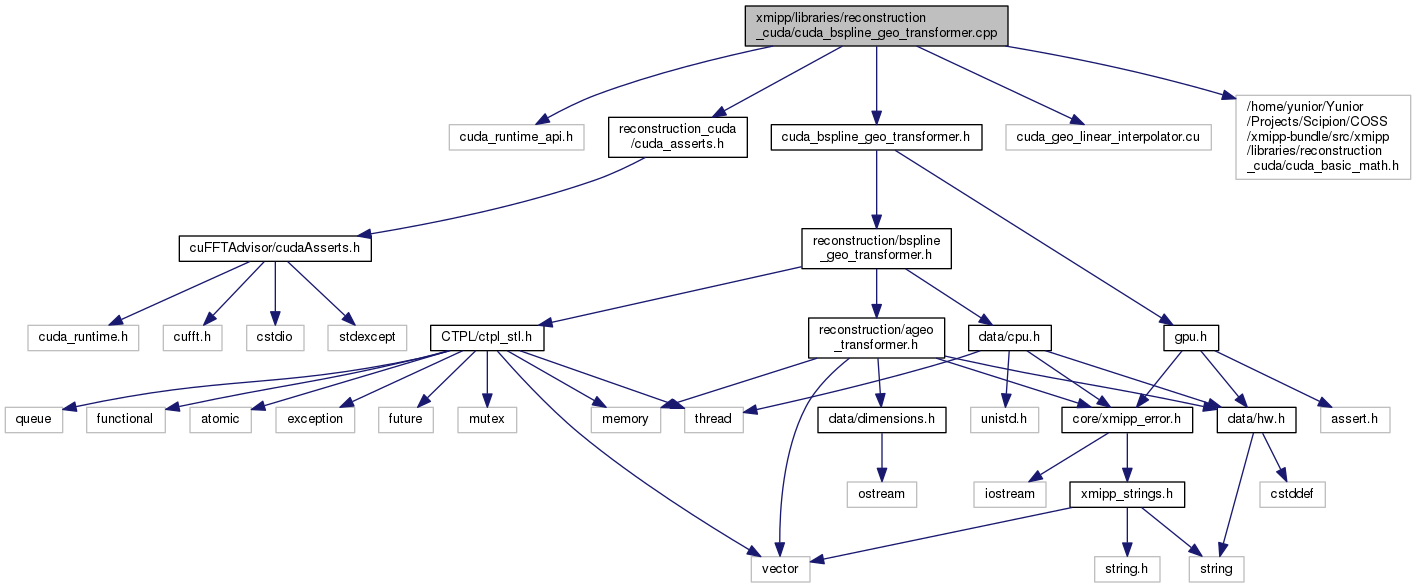 xmipp/libraries/reconstruction
_cuda/cuda_bspline_geo_transformer.cpp
cuda_runtime_api.h
reconstruction_cuda
/cuda_asserts.h
cuda_bspline_geo_transformer.h
cuda_geo_linear_interpolator.cu
/home/yunior/Yunior
/Projects/Scipion/COSS
/xmipp-bundle/src/xmipp
/libraries/reconstruction
_cuda/cuda_basic_math.h
cuFFTAdvisor/cudaAsserts.h
reconstruction/bspline
_geo_transformer.h
cuda_runtime.h
cufft.h
cstdio
stdexcept
CTPL/ctpl_stl.h
reconstruction/ageo
_transformer.h
data/cpu.h
gpu.h
queue
functional
atomic
exception
future
mutex
memory
thread
data/dimensions.h
unistd.h
core/xmipp_error.h
data/hw.h
assert.h
ostream
iostream
xmipp_strings.h
cstddef
vector
string.h
string